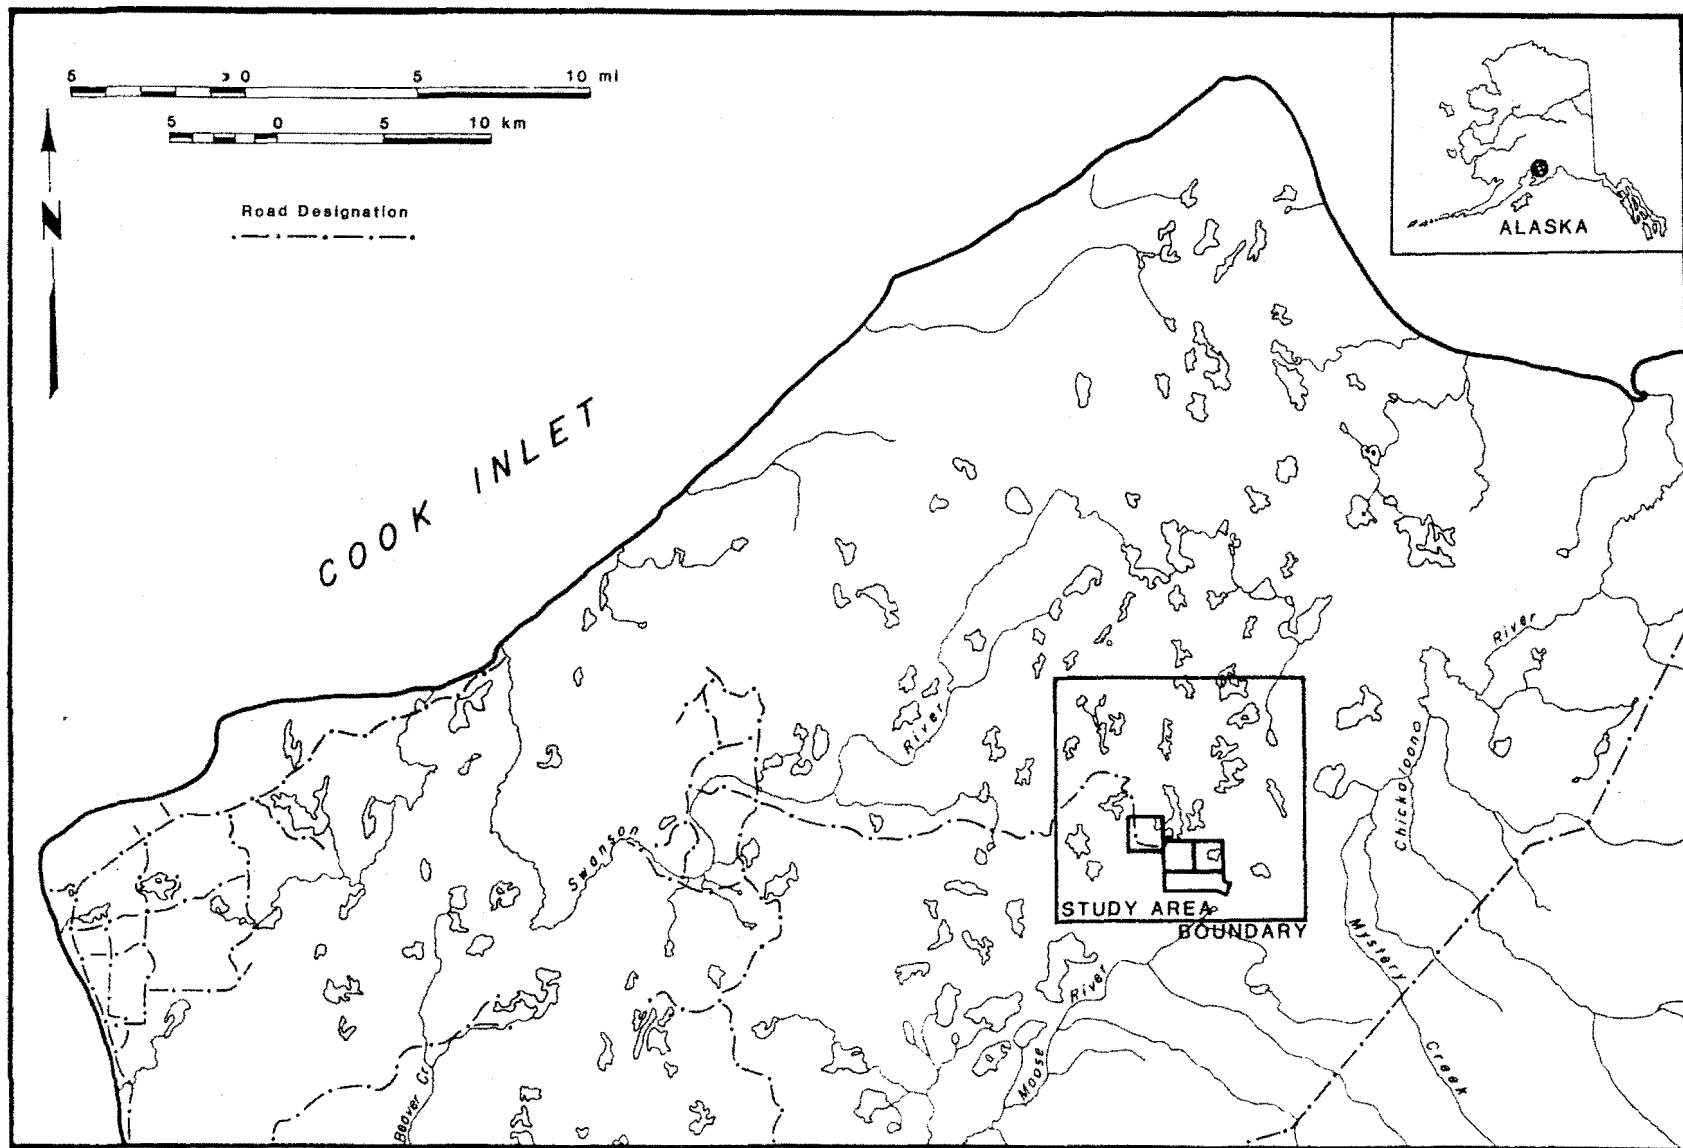 5 0 5 10 mi
5 0 5 10 km
N
Road Designation
ALASKA
COOK INLET
River
River
Chickaloono
Swanson
STUDY AREA
BOUNDARY
Mystery
River
Moose
Creek
Beaver Cr